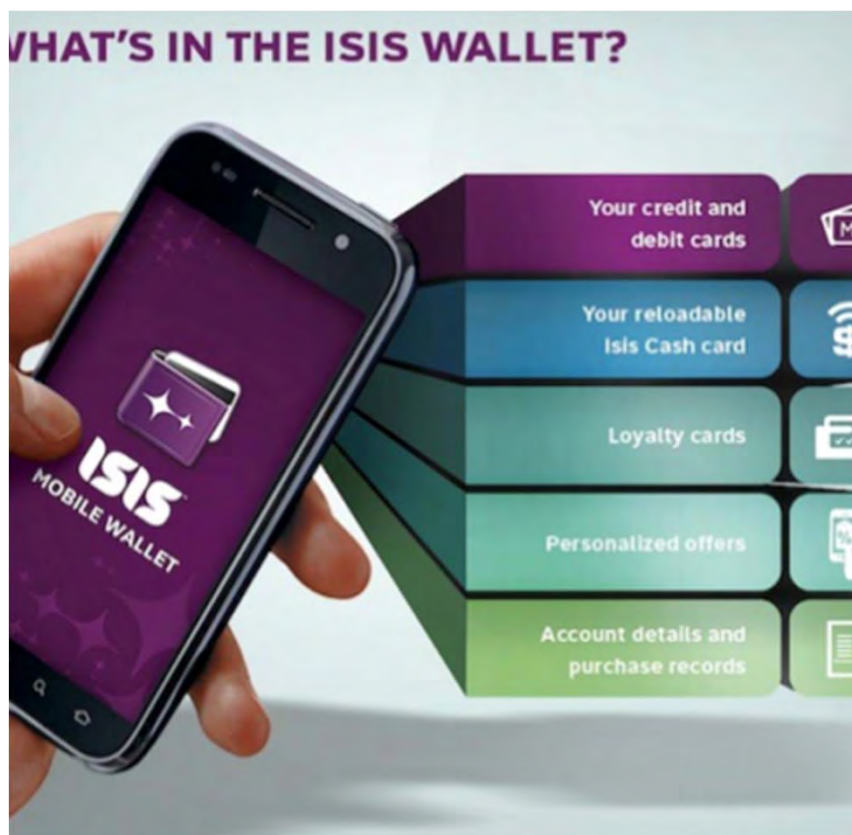 WHAT'S IN THE ISIS WALLET?
Your credit and
debit cards
Your reloadable
Isis Cash card
Loyalty cards
Personalized offers
Account details and
purchase records
ISIS
MOBILE WALLET